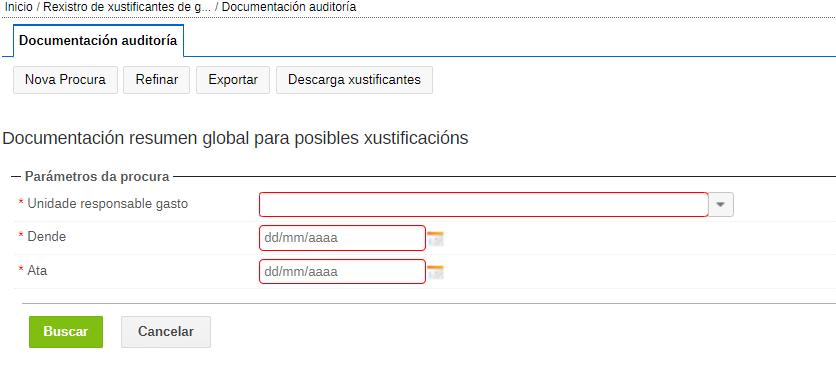 Inicio / Rexistro de xustificantes de g... / Documentación auditoría
Documentación auditoría
Nova Procura Refinar Exportar Descarga xustificantes
Documentación resumen global para posibles xustificacións
Parámetros da procura
* Unidade responsable gasto
* Dende dd/mm/aaaa
* Ata dd/mm/aaaa
Buscar Cancelar